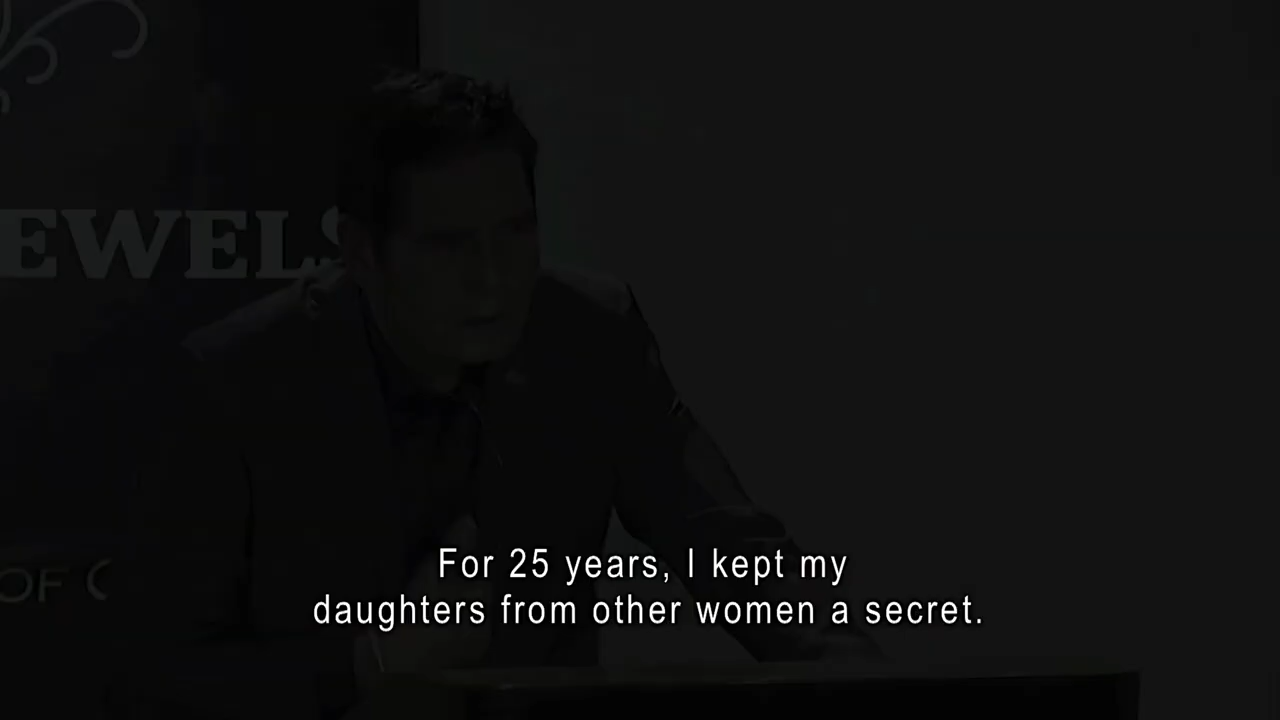 EWELS
OF
For 25 years, I kept my
daughters from other women a secret.